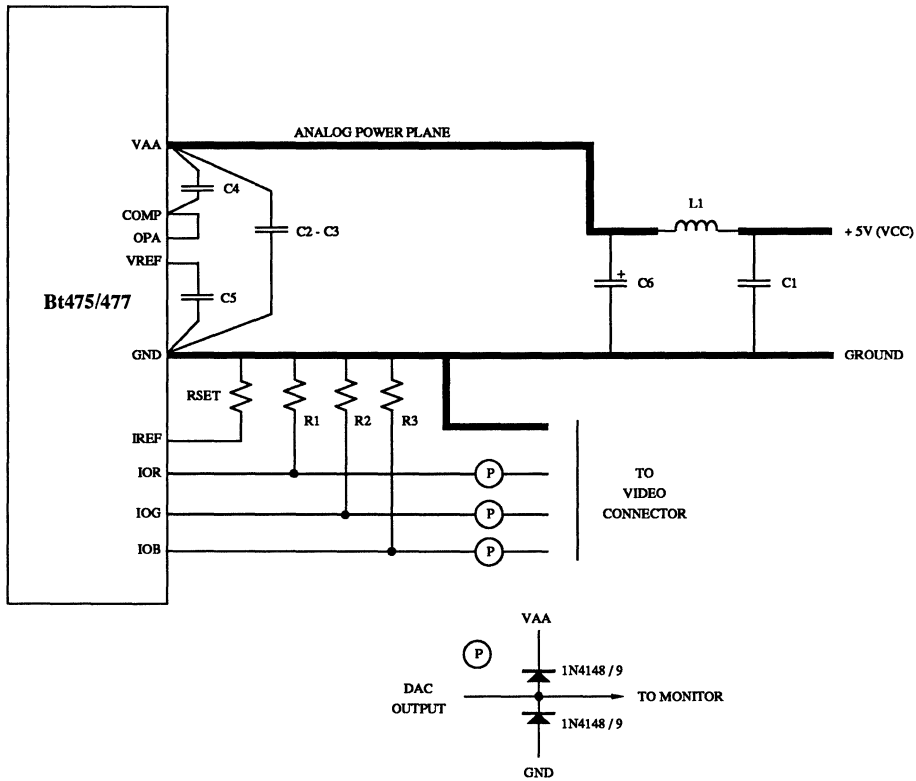 ANALOG POWER PLANE
VAA
C4
L1
COMP
OPA
C2 - C3
+ 5V (VCC)
VREF
Bt475/477
C5
+
C6
C1
GND
GROUND
RSET
R1
R2
R3
IREF
IOR
P
TO
VIDEO
CONNECTOR
IOG
P
IOB
P
VAA
P
1N4148 / 9
DAC
OUTPUT
TO MONITOR
1N4148 / 9
GND